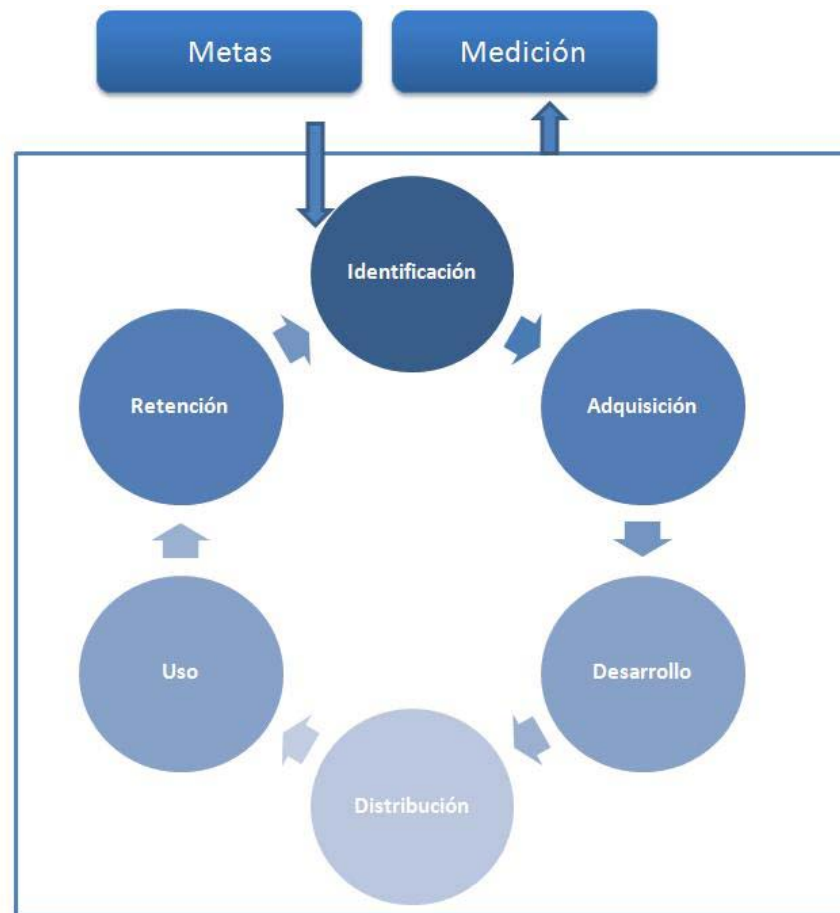 Metas
Medición
Identificación
Adquisición
Desarrollo
Distribución
Uso
Retención